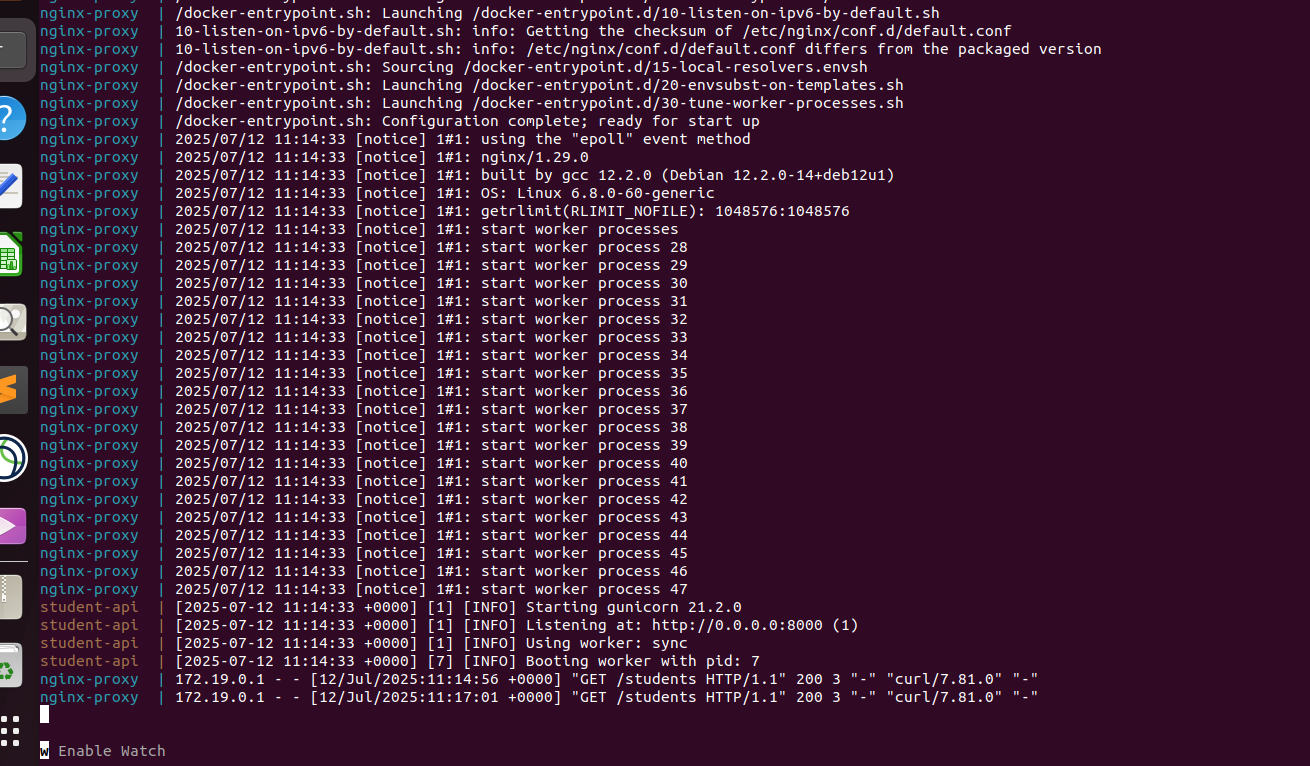 nginx-proxy | /docker-entrypoint.sh: Launching /docker-entrypoint.d/10-listen-on-ipv6-by-default.sh
nginx-proxy | 10-listen-on-ipv6-by-default.sh: info: Getting the checksum of /etc/nginx/conf.d/default.conf
nginx-proxy | 10-listen-on-ipv6-by-default.sh: info: /etc/nginx/conf.d/default.conf differs from the packaged version
nginx-proxy | /docker-entrypoint.sh: Sourcing /docker-entrypoint.d/15-local-resolvers.envsh
nginx-proxy | /docker-entrypoint.sh: Launching /docker-entrypoint.d/20-envsubst-on-templates.sh
nginx-proxy | /docker-entrypoint.sh: Launching /docker-entrypoint.d/30-tune-worker-processes.sh
nginx-proxy | /docker-entrypoint.sh: Configuration complete; ready for start up
nginx-proxy | 2025/07/12 11:14:33 [notice] 1#1: using the "epoll" event method
nginx-proxy | 2025/07/12 11:14:33 [notice] 1#1: nginx/1.29.0
nginx-proxy | 2025/07/12 11:14:33 [notice] 1#1: built by gcc 12.2.0 (Debian 12.2.0-14+deb12u1)
nginx-proxy | 2025/07/12 11:14:33 [notice] 1#1: OS: Linux 6.8.0-60-generic
nginx-proxy | 2025/07/12 11:14:33 [notice] 1#1: getrlimit(RLIMIT_NOFILE): 1048576:1048576
nginx-proxy | 2025/07/12 11:14:33 [notice] 1#1: start worker processes
nginx-proxy | 2025/07/12 11:14:33 [notice] 1#1: start worker process 28
nginx-proxy | 2025/07/12 11:14:33 [notice] 1#1: start worker process 29
nginx-proxy | 2025/07/12 11:14:33 [notice] 1#1: start worker process 30
nginx-proxy | 2025/07/12 11:14:33 [notice] 1#1: start worker process 31
nginx-proxy | 2025/07/12 11:14:33 [notice] 1#1: start worker process 32
nginx-proxy | 2025/07/12 11:14:33 [notice] 1#1: start worker process 33
nginx-proxy | 2025/07/12 11:14:33 [notice] 1#1: start worker process 34
nginx-proxy | 2025/07/12 11:14:33 [notice] 1#1: start worker process 35
nginx-proxy | 2025/07/12 11:14:33 [notice] 1#1: start worker process 36
nginx-proxy | 2025/07/12 11:14:33 [notice] 1#1: start worker process 37
nginx-proxy | 2025/07/12 11:14:33 [notice] 1#1: start worker process 38
nginx-proxy | 2025/07/12 11:14:33 [notice] 1#1: start worker process 39
nginx-proxy | 2025/07/12 11:14:33 [notice] 1#1: start worker process 40
nginx-proxy | 2025/07/12 11:14:33 [notice] 1#1: start worker process 41
nginx-proxy | 2025/07/12 11:14:33 [notice] 1#1: start worker process 42
nginx-proxy | 2025/07/12 11:14:33 [notice] 1#1: start worker process 43
nginx-proxy | 2025/07/12 11:14:33 [notice] 1#1: start worker process 44
nginx-proxy | 2025/07/12 11:14:33 [notice] 1#1: start worker process 45
nginx-proxy | 2025/07/12 11:14:33 [notice] 1#1: start worker process 46
nginx-proxy | 2025/07/12 11:14:33 [notice] 1#1: start worker process 47
student-api | [2025-07-12 11:14:33 +0000] [1] [INFO] Starting gunicorn 21.2.0
student-api | [2025-07-12 11:14:33 +0000] [1] [INFO] Listening at: http://0.0.0.0:8000 (1)
student-api | [2025-07-12 11:14:33 +0000] [1] [INFO] Using worker: sync
student-api | [2025-07-12 11:14:33 +0000] [7] [INFO] Booting worker with pid: 7
nginx-proxy | 172.19.0.1 - - [12/Jul/2025:11:14:56 +0000] "GET /students HTTP/1.1" 200 3 "-" "curl/7.81.0" "-"
nginx-proxy | 172.19.0.1 - - [12/Jul/2025:11:17:01 +0000] "GET /students HTTP/1.1" 200 3 "-" "curl/7.81.0" "-"
w Enable Watch